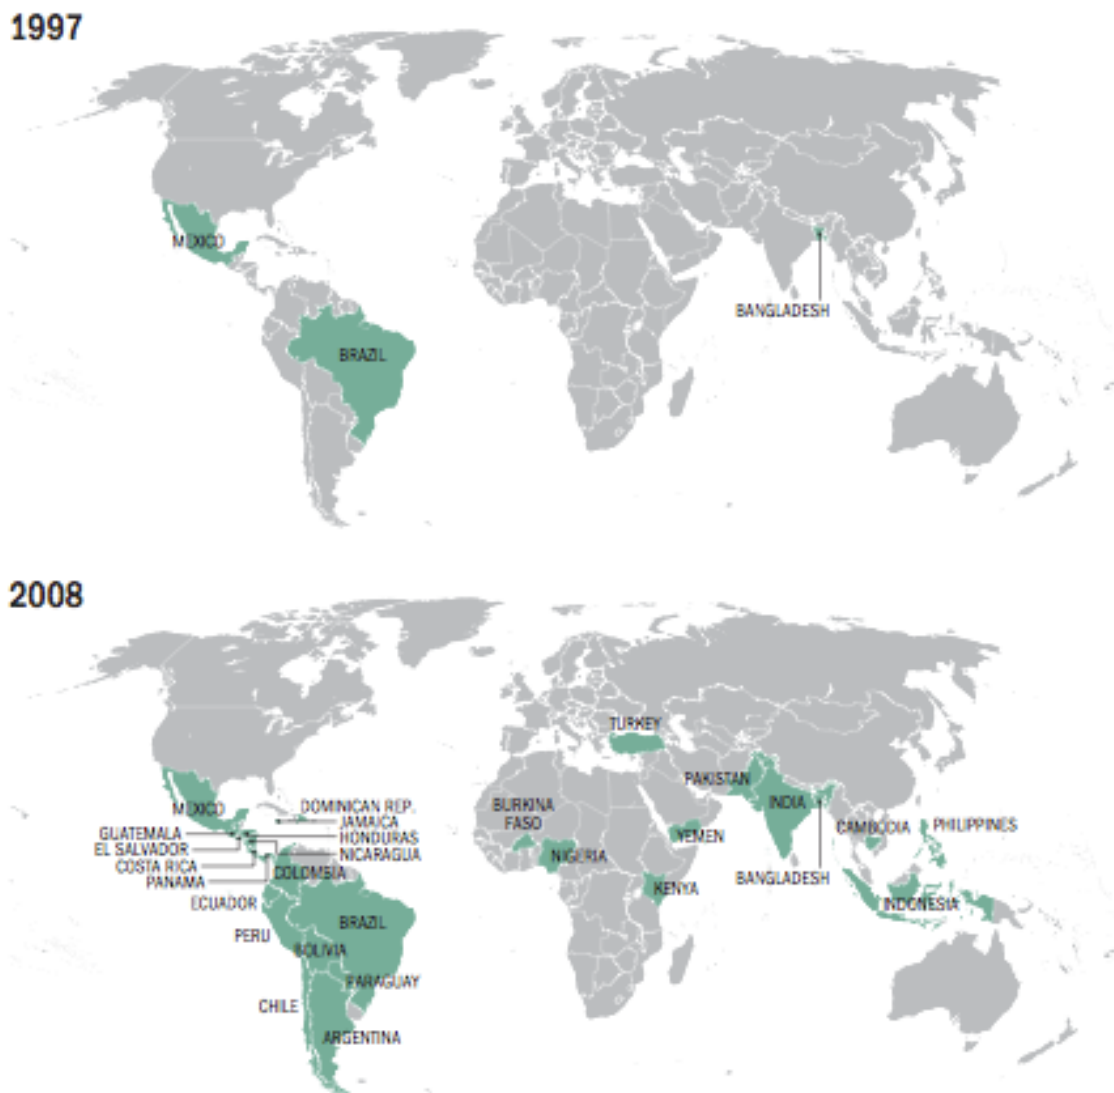 1997
MEXICO
BRAZIL
BANGLADESH
2008
TURKEY
PAKISTAN
INDIA
MEXICO
DOMINICAN REP.
JAMAICA
BURKINA
FASO
GUATEMALA
HONDURAS
EL SALVADOR
NICARAGUA
COSTA RICA
PANAMA
COLOMBIA
NIGERIA
YEMEN
CAMBODIA
PHILIPPINES
KENYA
BANGLADESH
ECUADOR
INDONESIA
BRAZIL
PERU
BOLIVIA
PARAGUAY
CHILE
ARGENTINA